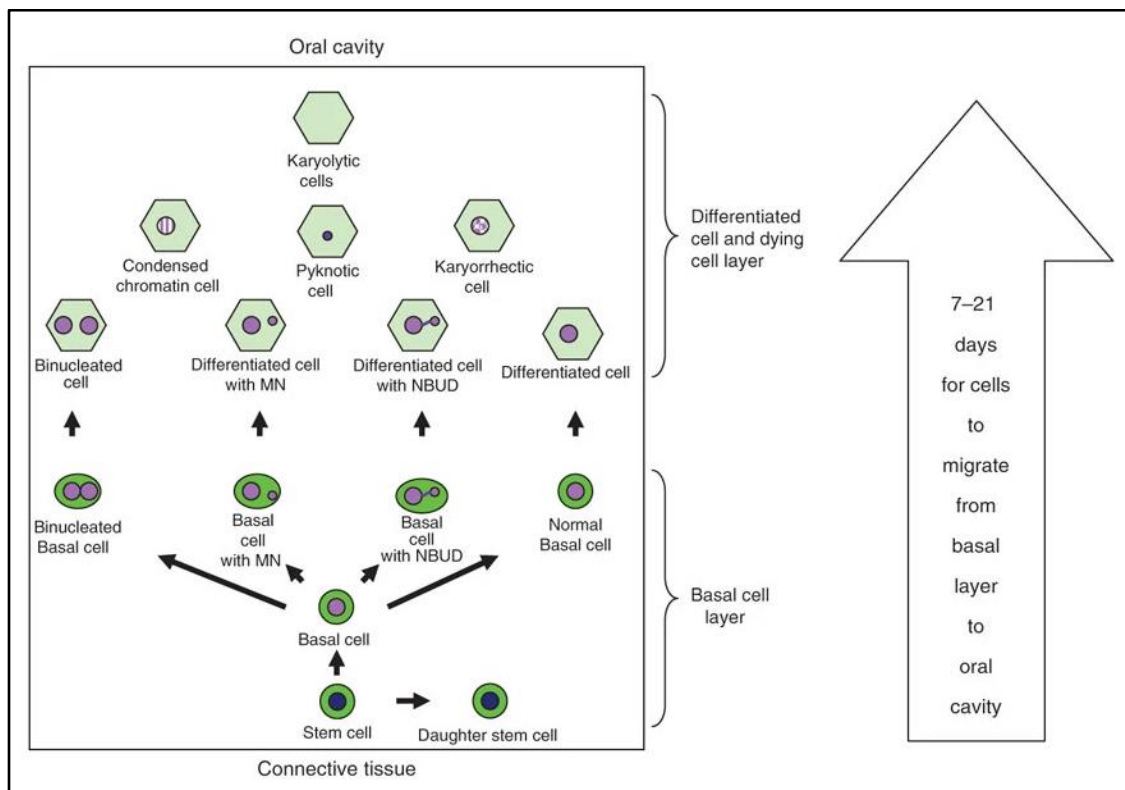 Oral cavity
Karyolytic
cells
Condensed
chromatin cell
Pyknotic
cell
Karyorrhectic
cell
Differentiated
cell and dying
cell layer
Binucleated
cell
Differentiated cell
with MN
Differentiated cell
with NBUD
Differentiated cell
Binucleated
Basal cell
Basal
cell
with MN
Basal
cell
with NBUD
Normal
Basal cell
Basal cell
Basal cell
layer
Stem cell
Daughter stem cell
Connective tissue
7–21
days
for cells
to
migrate
from
basal
layer
to
oral
cavity